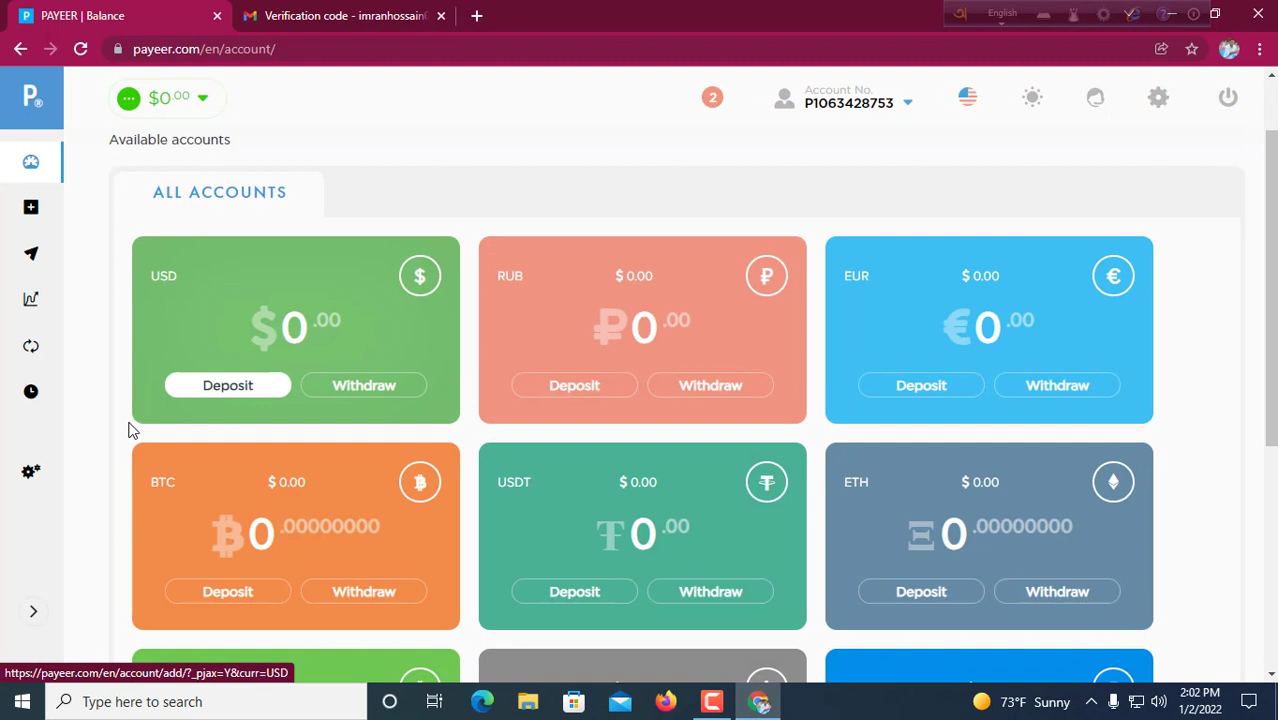 PAYEER | Balance
Verification code - imranhossain
English
payeer.com/en/account/
P®
$0.00
2
Account No.
P1063428753
Available accounts
ALL ACCOUNTS
USD
$
$0.00
Deposit
Withdraw
RUB
$ 0.00
₽
₽0.00
Deposit
Withdraw
EUR
$ 0.00
€
€0.00
Deposit
Withdraw
BTC
$ 0.00
₿0.00000000
Deposit
Withdraw
USDT
$ 0.00
₮0.00
Deposit
Withdraw
ETH
$ 0.00
Ξ0.00000000
Deposit
Withdraw
https://payeer.com/en/account/add/?_pjax=Y&curr=USD
Type here to search
73°F Sunny
2:02 PM
1/2/2022